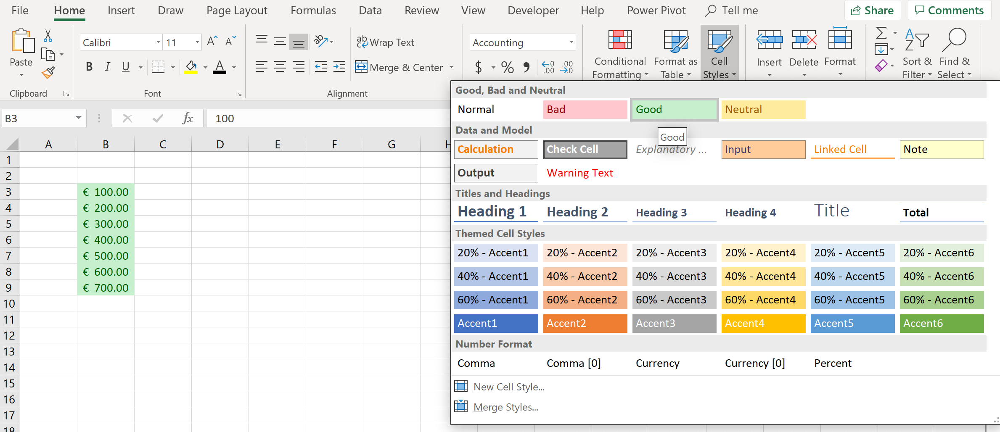 File Home Insert Draw Page Layout Formulas Data Review View Developer Help Power Pivot Tell me Share Comments
Calibri 11 A A ab Wrap Text Accounting
Paste B I U A Merge & Center $ % , .00 .00
Conditional Formatting Format as Table Cell Styles Insert Delete Format Sort & Filter Find & Select
Clipboard Font Alignment
B3 fx 100
A B C D E F G H
1
2
3 € 100.00
4 € 200.00
5 € 300.00
6 € 400.00
7 € 500.00
8 € 600.00
9 € 700.00
10
11
12
13
14
15
16
17
18
Good, Bad and Neutral
Normal Bad Good Neutral
Data and Model
Good
Calculation Check Cell Explanatory ... Input Linked Cell Note
Output Warning Text
Titles and Headings
Heading 1 Heading 2 Heading 3 Heading 4 Title Total
Themed Cell Styles
20% - Accent1 20% - Accent2 20% - Accent3 20% - Accent4 20% - Accent5 20% - Accent6
40% - Accent1 40% - Accent2 40% - Accent3 40% - Accent4 40% - Accent5 40% - Accent6
60% - Accent1 60% - Accent2 60% - Accent3 60% - Accent4 60% - Accent5 60% - Accent6
Accent1 Accent2 Accent3 Accent4 Accent5 Accent6
Number Format
Comma Comma [0] Currency Currency [0] Percent
New Cell Style...
Merge Styles...